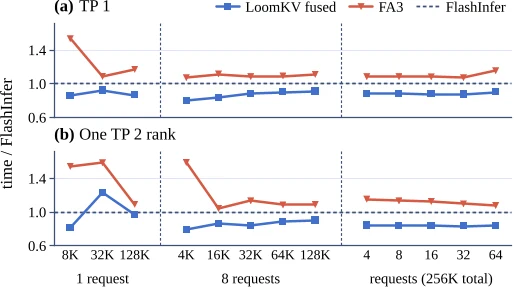 (a) TP 1
LoomKV fused FA3 FlashInfer
1.4
1.0
0.6
(b) One TP 2 rank
1.4
1.0
0.6
time / FlashInfer
8K 32K 128K 4K 16K 32K 64K 128K 4 8 16 32 64
1 request 8 requests requests (256K total)